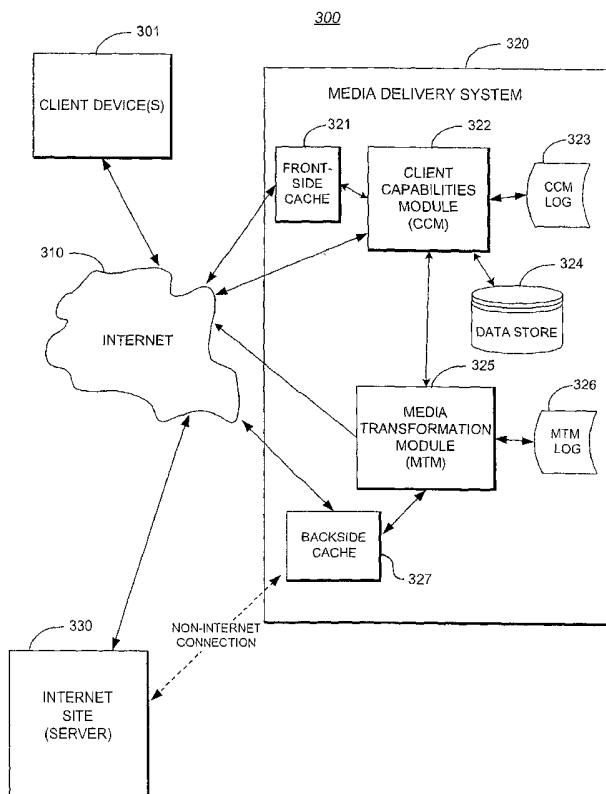 300
301
CLIENT DEVICE(S)
320
MEDIA DELIVERY SYSTEM
321
FRONT-
SIDE
CACHE
322
CLIENT
CAPABILITIES
MODULE
(CCM)
323
CCM
LOG
310
INTERNET
324
DATA STORE
325
MEDIA
TRANSFORMATION
MODULE
(MTM)
326
MTM
LOG
BACKSIDE
CACHE
327
NON-INTERNET
CONNECTION
330
INTERNET
SITE
(SERVER)